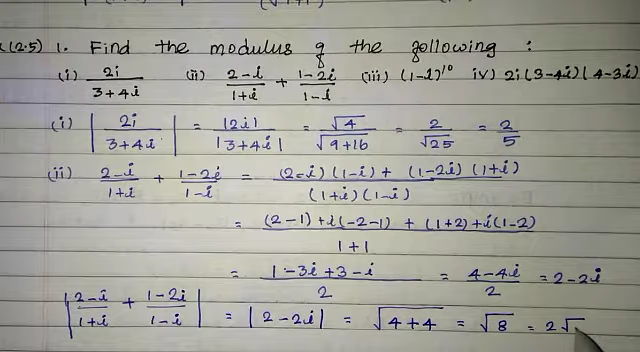 (2.5) 1. Find the modulus of the following :
(i) 2i/(3+4i) (ii) (2-i)/(1+i) + (1-2i)/(1-i) (iii) (1-i)^10 iv) 2i(3-4i)(4-3i)
(i) |2i/(3+4i)| = |2i|/|3+4i| = √4/√(9+16) = 2/√25 = 2/5
(ii) (2-i)/(1+i) + (1-2i)/(1-i) = ((2-i)(1-i) + (1-2i)(1+i))/((1+i)(1-i))
= ((2-1)+i(-2-1) + (1+2)+i(1-2))/(1+1)
= (1-3i+3-i)/2 = (4-4i)/2 = 2-2i
|(2-i)/(1+i) + (1-2i)/(1-i)| = |2-2i| = √(4+4) = √8 = 2√